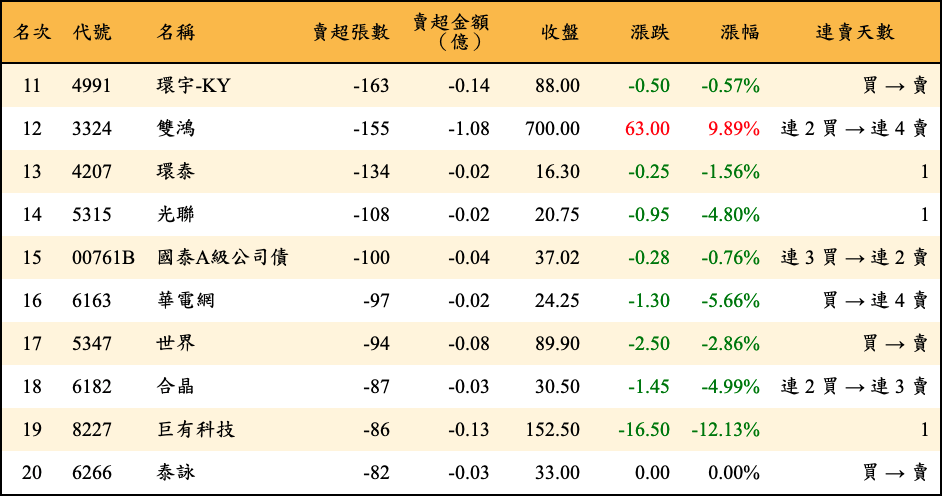 名次 代號 名稱 賣超張數 賣超金額（億） 收盤 漲跌 漲幅 連賣天數
11 4991 環宇-KY -163 -0.14 88.00 -0.50 -0.57% 買 → 賣
12 3324 雙鴻 -155 -1.08 700.00 63.00 9.89% 連 2 買 → 連 4 賣
13 4207 環泰 -134 -0.02 16.30 -0.25 -1.56% 1
14 5315 光聯 -108 -0.02 20.75 -0.95 -4.80% 1
15 00761B 國泰A級公司債 -100 -0.04 37.02 -0.28 -0.76% 連 3 買 → 連 2 賣
16 6163 華電網 -97 -0.02 24.25 -1.30 -5.66% 買 → 連 4 賣
17 5347 世界 -94 -0.08 89.90 -2.50 -2.86% 買 → 賣
18 6182 合晶 -87 -0.03 30.50 -1.45 -4.99% 連 2 買 → 連 3 賣
19 8227 巨有科技 -86 -0.13 152.50 -16.50 -12.13% 1
20 6266 泰詠 -82 -0.03 33.00 0.00 0.00% 買 → 賣